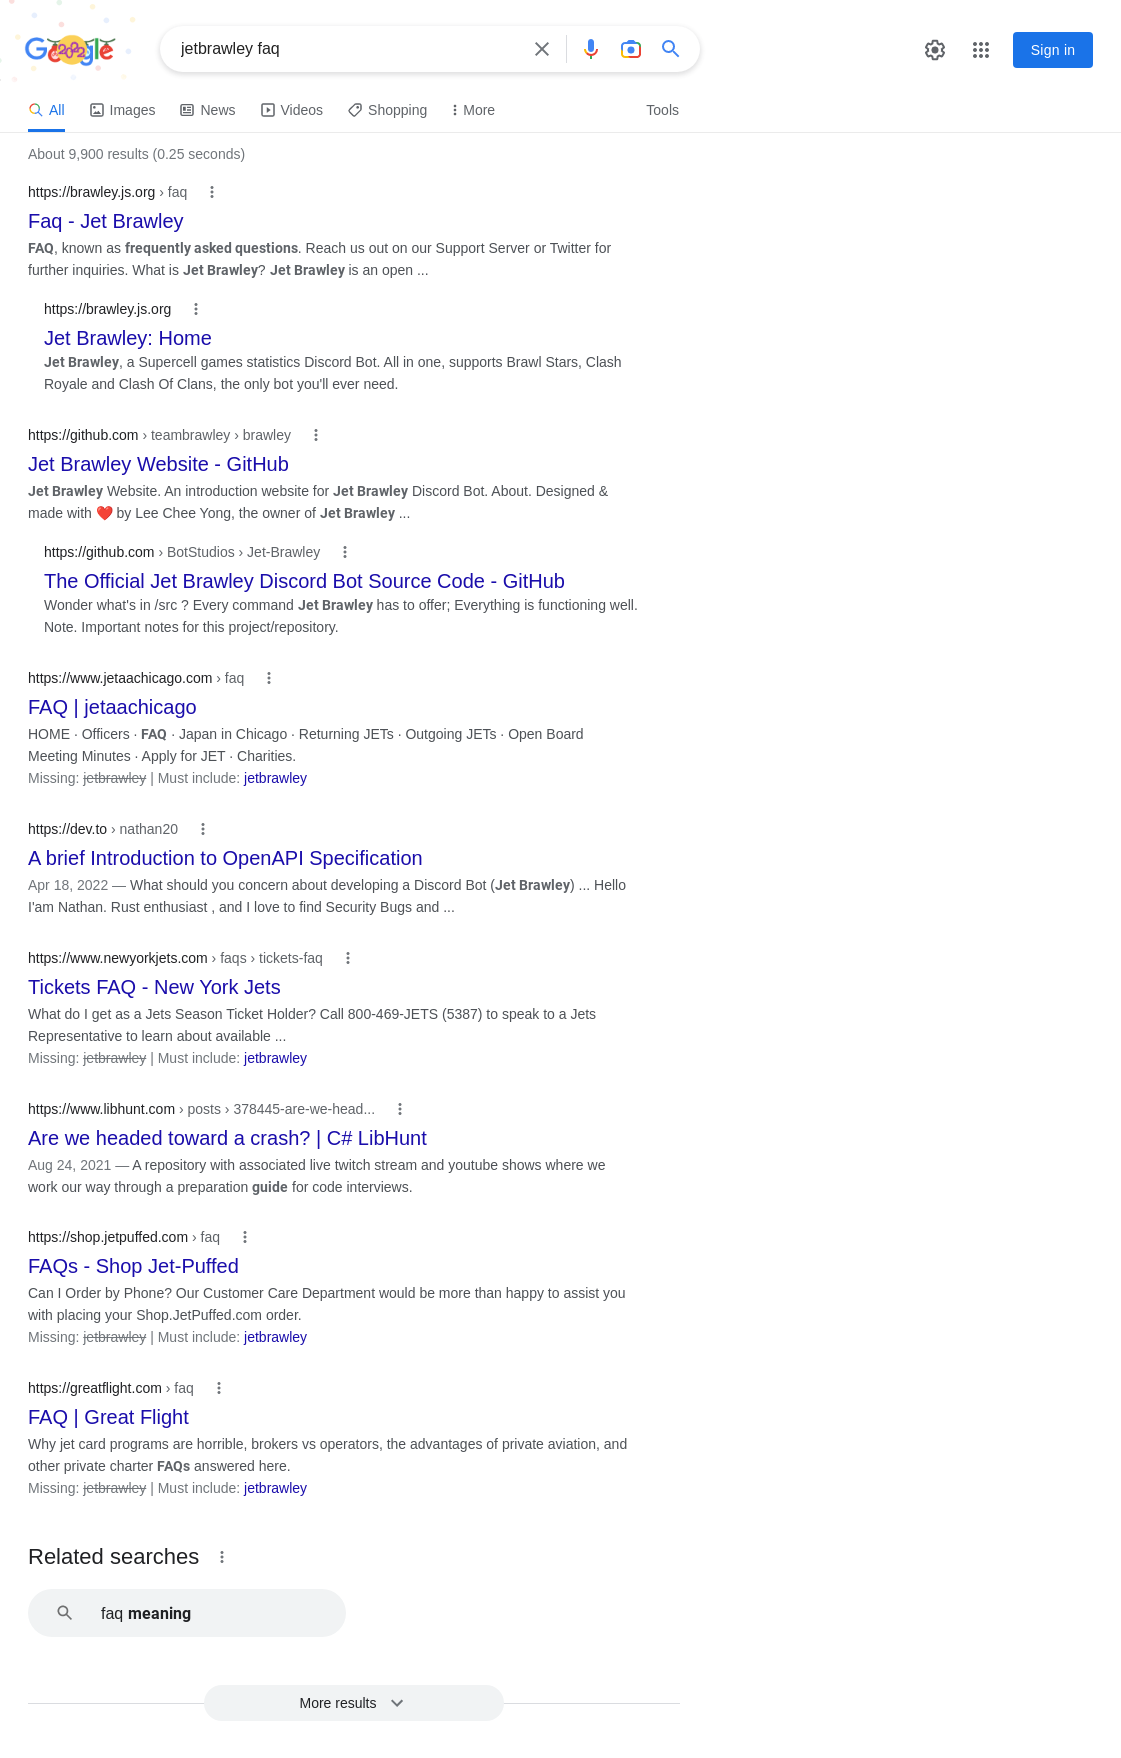 Google
jetbrawley faq
Sign in
All
Images
News
Videos
Shopping
More
Tools
About 9,900 results (0.25 seconds)
https://brawley.js.org › faq
Faq - Jet Brawley
FAQ, known as frequently asked questions. Reach us out on our Support Server or Twitter for
further inquiries. What is Jet Brawley? Jet Brawley is an open ...
https://brawley.js.org
Jet Brawley: Home
Jet Brawley, a Supercell games statistics Discord Bot. All in one, supports Brawl Stars, Clash
Royale and Clash Of Clans, the only bot you'll ever need.
https://github.com › teambrawley › brawley
Jet Brawley Website - GitHub
Jet Brawley Website. An introduction website for Jet Brawley Discord Bot. About. Designed &
made with ❤️ by Lee Chee Yong, the owner of Jet Brawley ...
https://github.com › BotStudios › Jet-Brawley
The Official Jet Brawley Discord Bot Source Code - GitHub
Wonder what's in /src ? Every command Jet Brawley has to offer; Everything is functioning well.
Note. Important notes for this project/repository.
https://www.jetaachicago.com › faq
FAQ | jetaachicago
HOME · Officers · FAQ · Japan in Chicago · Returning JETs · Outgoing JETs · Open Board
Meeting Minutes · Apply for JET · Charities.
Missing: jetbrawley | Must include: jetbrawley
https://dev.to › nathan20
A brief Introduction to OpenAPI Specification
Apr 18, 2022 — What should you concern about developing a Discord Bot (Jet Brawley) ... Hello
I'am Nathan. Rust enthusiast , and I love to find Security Bugs and ...
https://www.newyorkjets.com › faqs › tickets-faq
Tickets FAQ - New York Jets
What do I get as a Jets Season Ticket Holder? Call 800-469-JETS (5387) to speak to a Jets
Representative to learn about available ...
Missing: jetbrawley | Must include: jetbrawley
https://www.libhunt.com › posts › 378445-are-we-head...
Are we headed toward a crash? | C# LibHunt
Aug 24, 2021 — A repository with associated live twitch stream and youtube shows where we
work our way through a preparation guide for code interviews.
https://shop.jetpuffed.com › faq
FAQs - Shop Jet-Puffed
Can I Order by Phone? Our Customer Care Department would be more than happy to assist you
with placing your Shop.JetPuffed.com order.
Missing: jetbrawley | Must include: jetbrawley
https://greatflight.com › faq
FAQ | Great Flight
Why jet card programs are horrible, brokers vs operators, the advantages of private aviation, and
other private charter FAQs answered here.
Missing: jetbrawley | Must include: jetbrawley
Related searches
faq meaning
More results